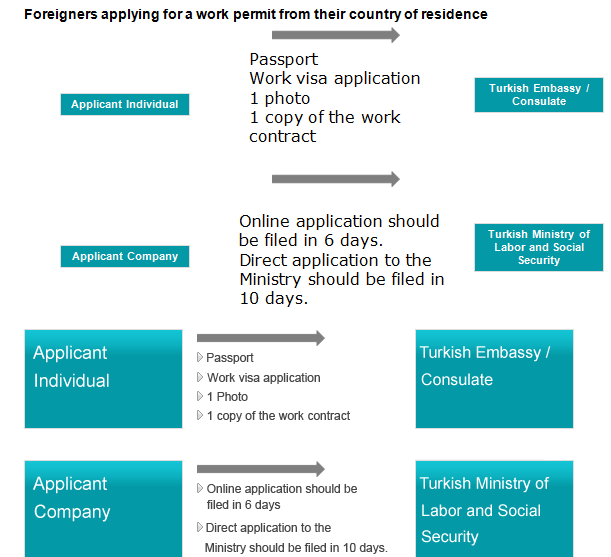 Foreigners applying for a work permit from their country of residence
Passport
Work visa application
1 photo
1 copy of the work
contract
Applicant Individual
Turkish Embassy /
Consulate
Online application should
be filed in 6 days.
Direct application to the
Ministry should be filed in
10 days.
Applicant Company
Turkish Ministry of
Labor and Social
Security
Applicant
Individual
Passport
Work visa application
1 Photo
1 copy of the work contract
Turkish Embassy /
Consulate
Applicant
Company
Online application should be
filed in 6 days
Direct application to the
Ministry should be filed in 10 days.
Turkish Ministry of
Labor and Social
Security